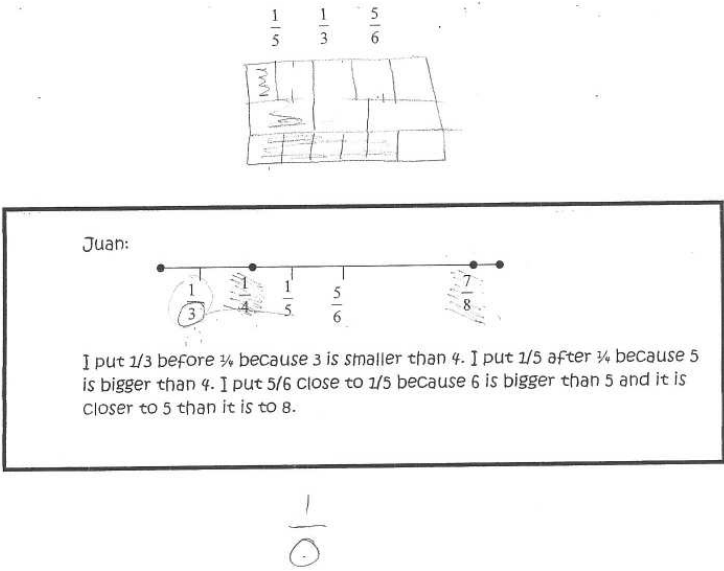 1/5 1/3 5/6
Juan:
1/3 1/4 1/5 5/6 7/8
I put 1/3 before ¼ because 3 is smaller than 4. I put 1/5 after ¼ because 5
is bigger than 4. I put 5/6 close to 1/5 because 6 is bigger than 5 and it is
closer to 5 than it is to 8.